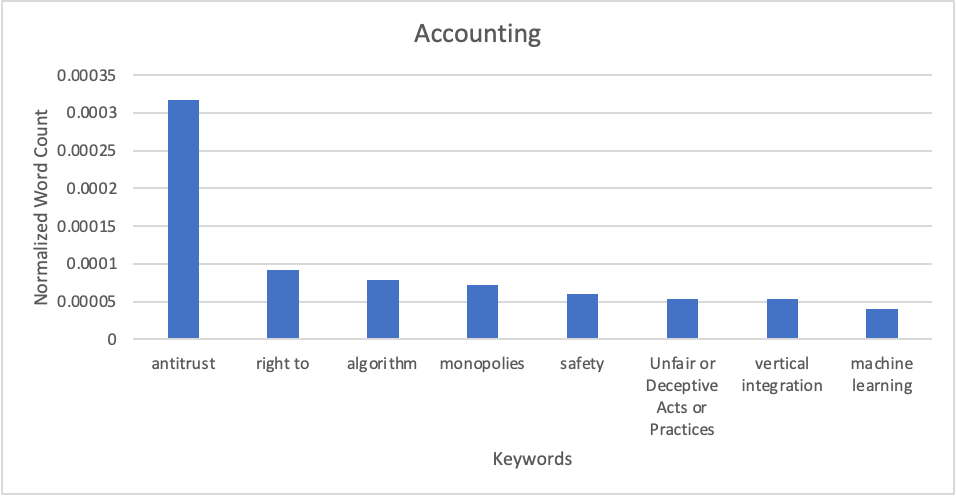 Accounting
Normalized Word Count
0.00035
0.0003
0.00025
0.0002
0.00015
0.0001
0.00005
0
antitrust
right to
algorithm
monopolies
safety
Unfair or
Deceptive
Acts or
Practices
vertical
integration
machine
learning
Keywords